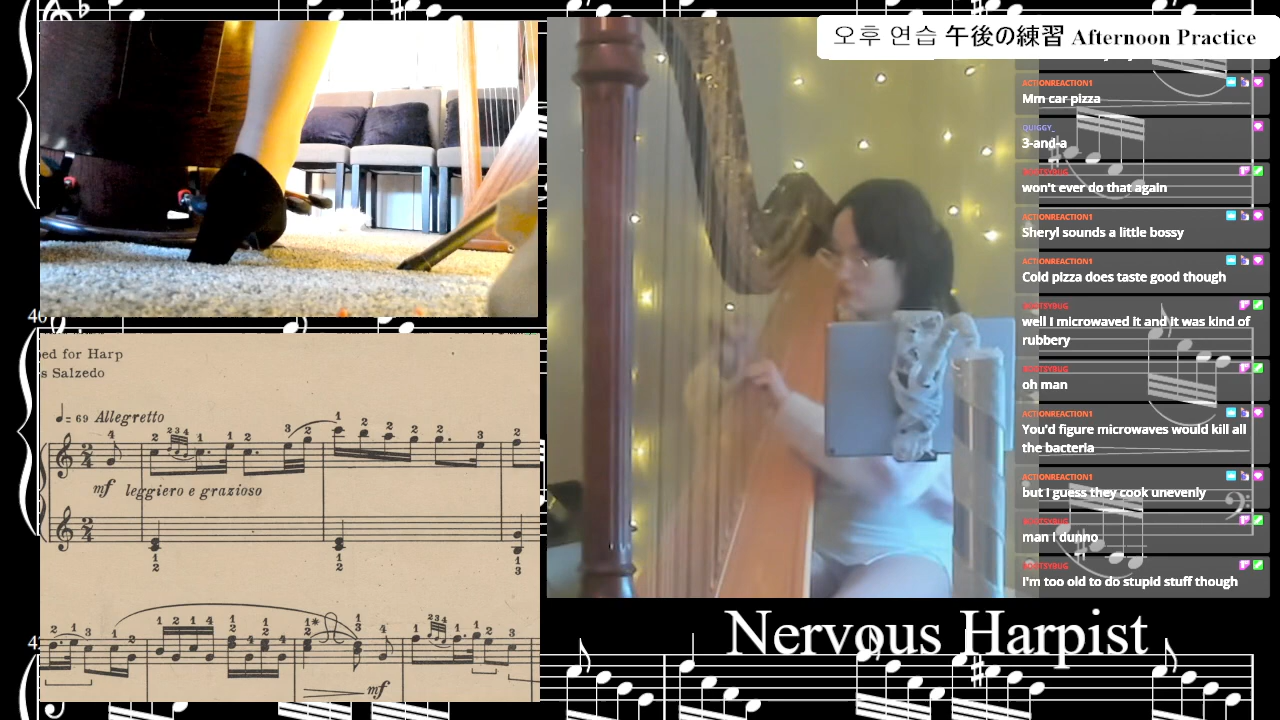 오후 연습 午後の練習 Afternoon Practice
ACTIONREACTION1
Mm car pizza
QUIGGY_
3-and-a
won't ever do that again
ACTIONREACTION1
Sheryl sounds a little bossy
ACTIONREACTION1
Cold pizza does taste good though
well I microwaved it and it was kind of
rubbery
oh man
ACTIONREACTION1
You'd figure microwaves would kill all
the bacteria
ACTIONREACTION1
but I guess they cook unevenly
man I dunno
I'm too old to do stupid stuff though
ed for Harp
s Salzedo
= 69 Allegretto
mf leggiero e grazioso
mf
Nervous Harpist